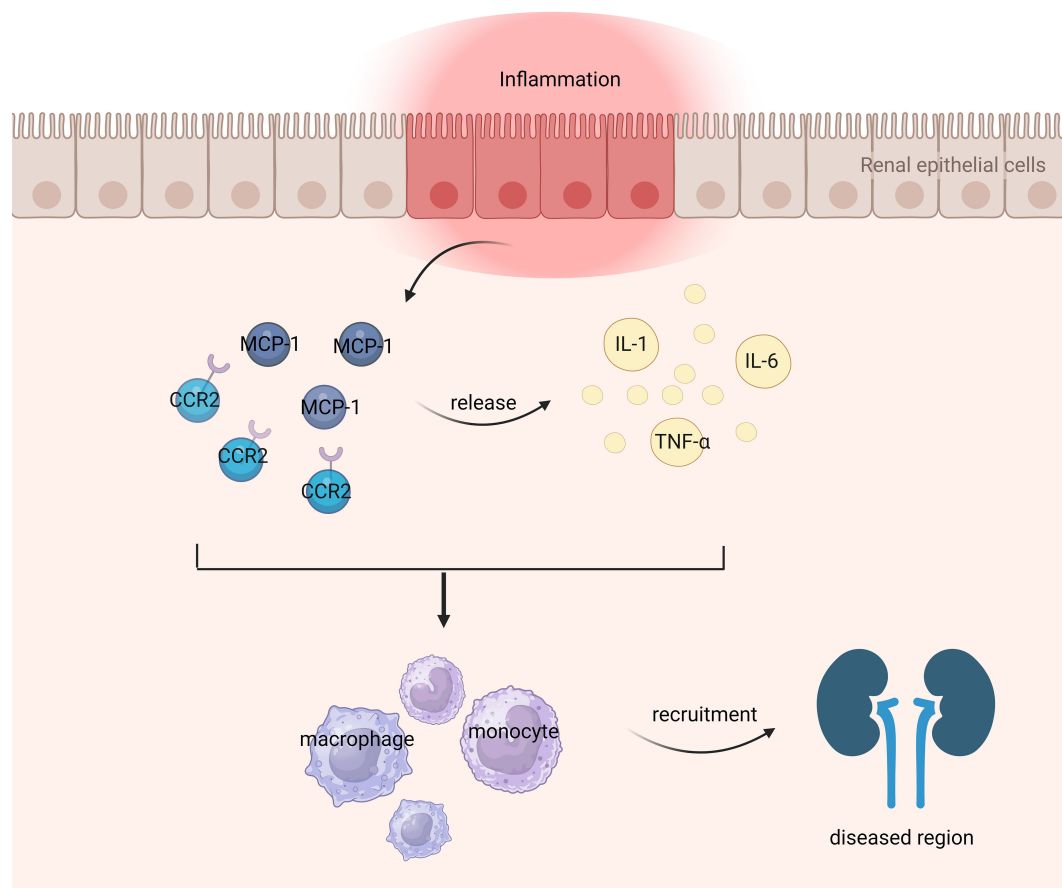 Inflammation
Renal epithelial cells
MCP-1
MCP-1
IL-1
IL-6
CCR2
MCP-1
release
TNF-α
CCR2
CCR2
recruitment
macrophage
monocyte
diseased region